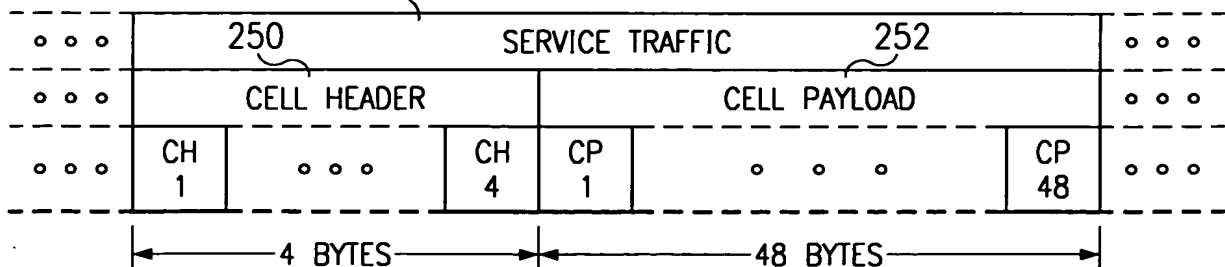 250 SERVICE TRAFFIC 252
CELL HEADER CELL PAYLOAD
CH 1 CH 4 CP 1 CP 48
4 BYTES 48 BYTES